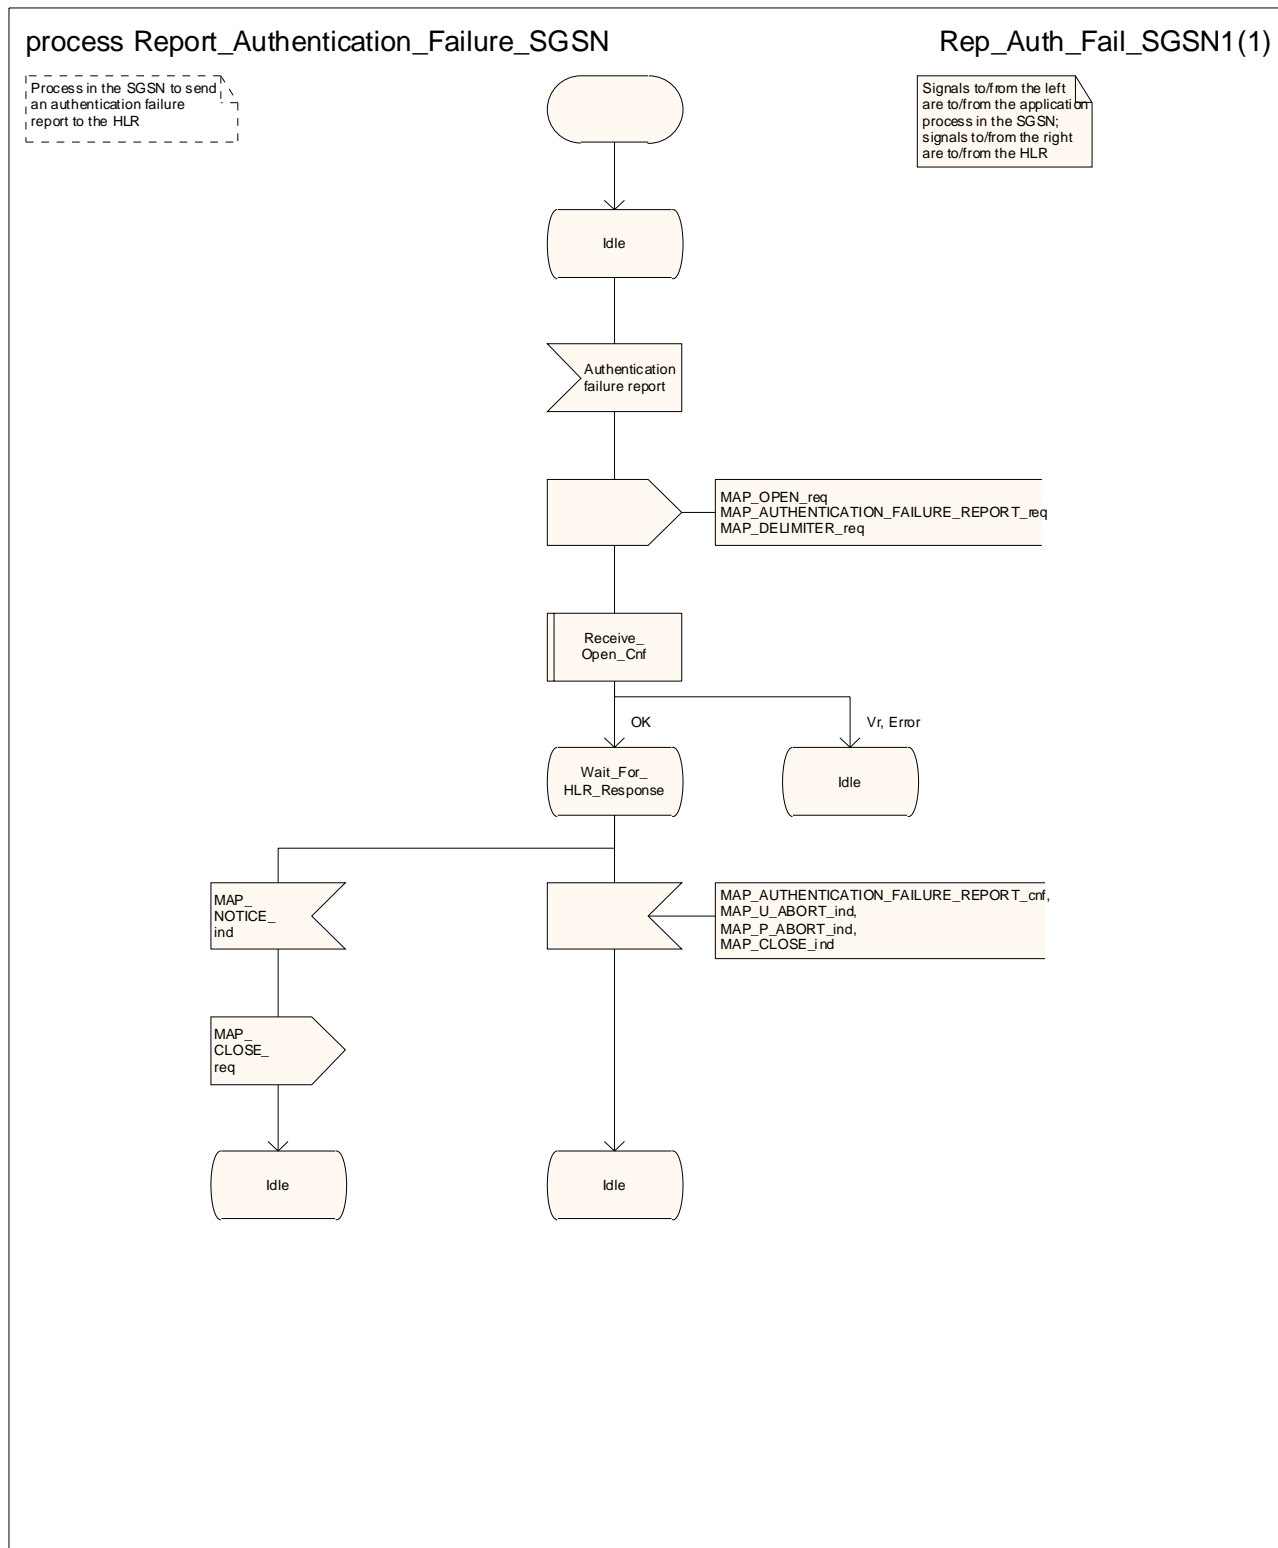 process Report_Authentication_Failure_SGSN
Rep_Auth_Fail_SGSN1(1)
Process in the SGSN to send
an authentication failure
report to the HLR
Signals to/from the left
are to/from the application
process in the SGSN;
signals to/from the right
are to/from the HLR
Idle
Authentication
failure report
MAP_OPEN_req
MAP_AUTHENTICATION_FAILURE_REPORT_req
MAP_DELIMITER_req
Receive_
Open_Cnf
OK
Vr, Error
Wait_For_
HLR_Response
Idle
MAP_
NOTICE_
ind
MAP_AUTHENTICATION_FAILURE_REPORT_cnf,
MAP_U_ABORT_ind,
MAP_P_ABORT_ind,
MAP_CLOSE_ind
MAP_
CLOSE_
req
Idle
Idle